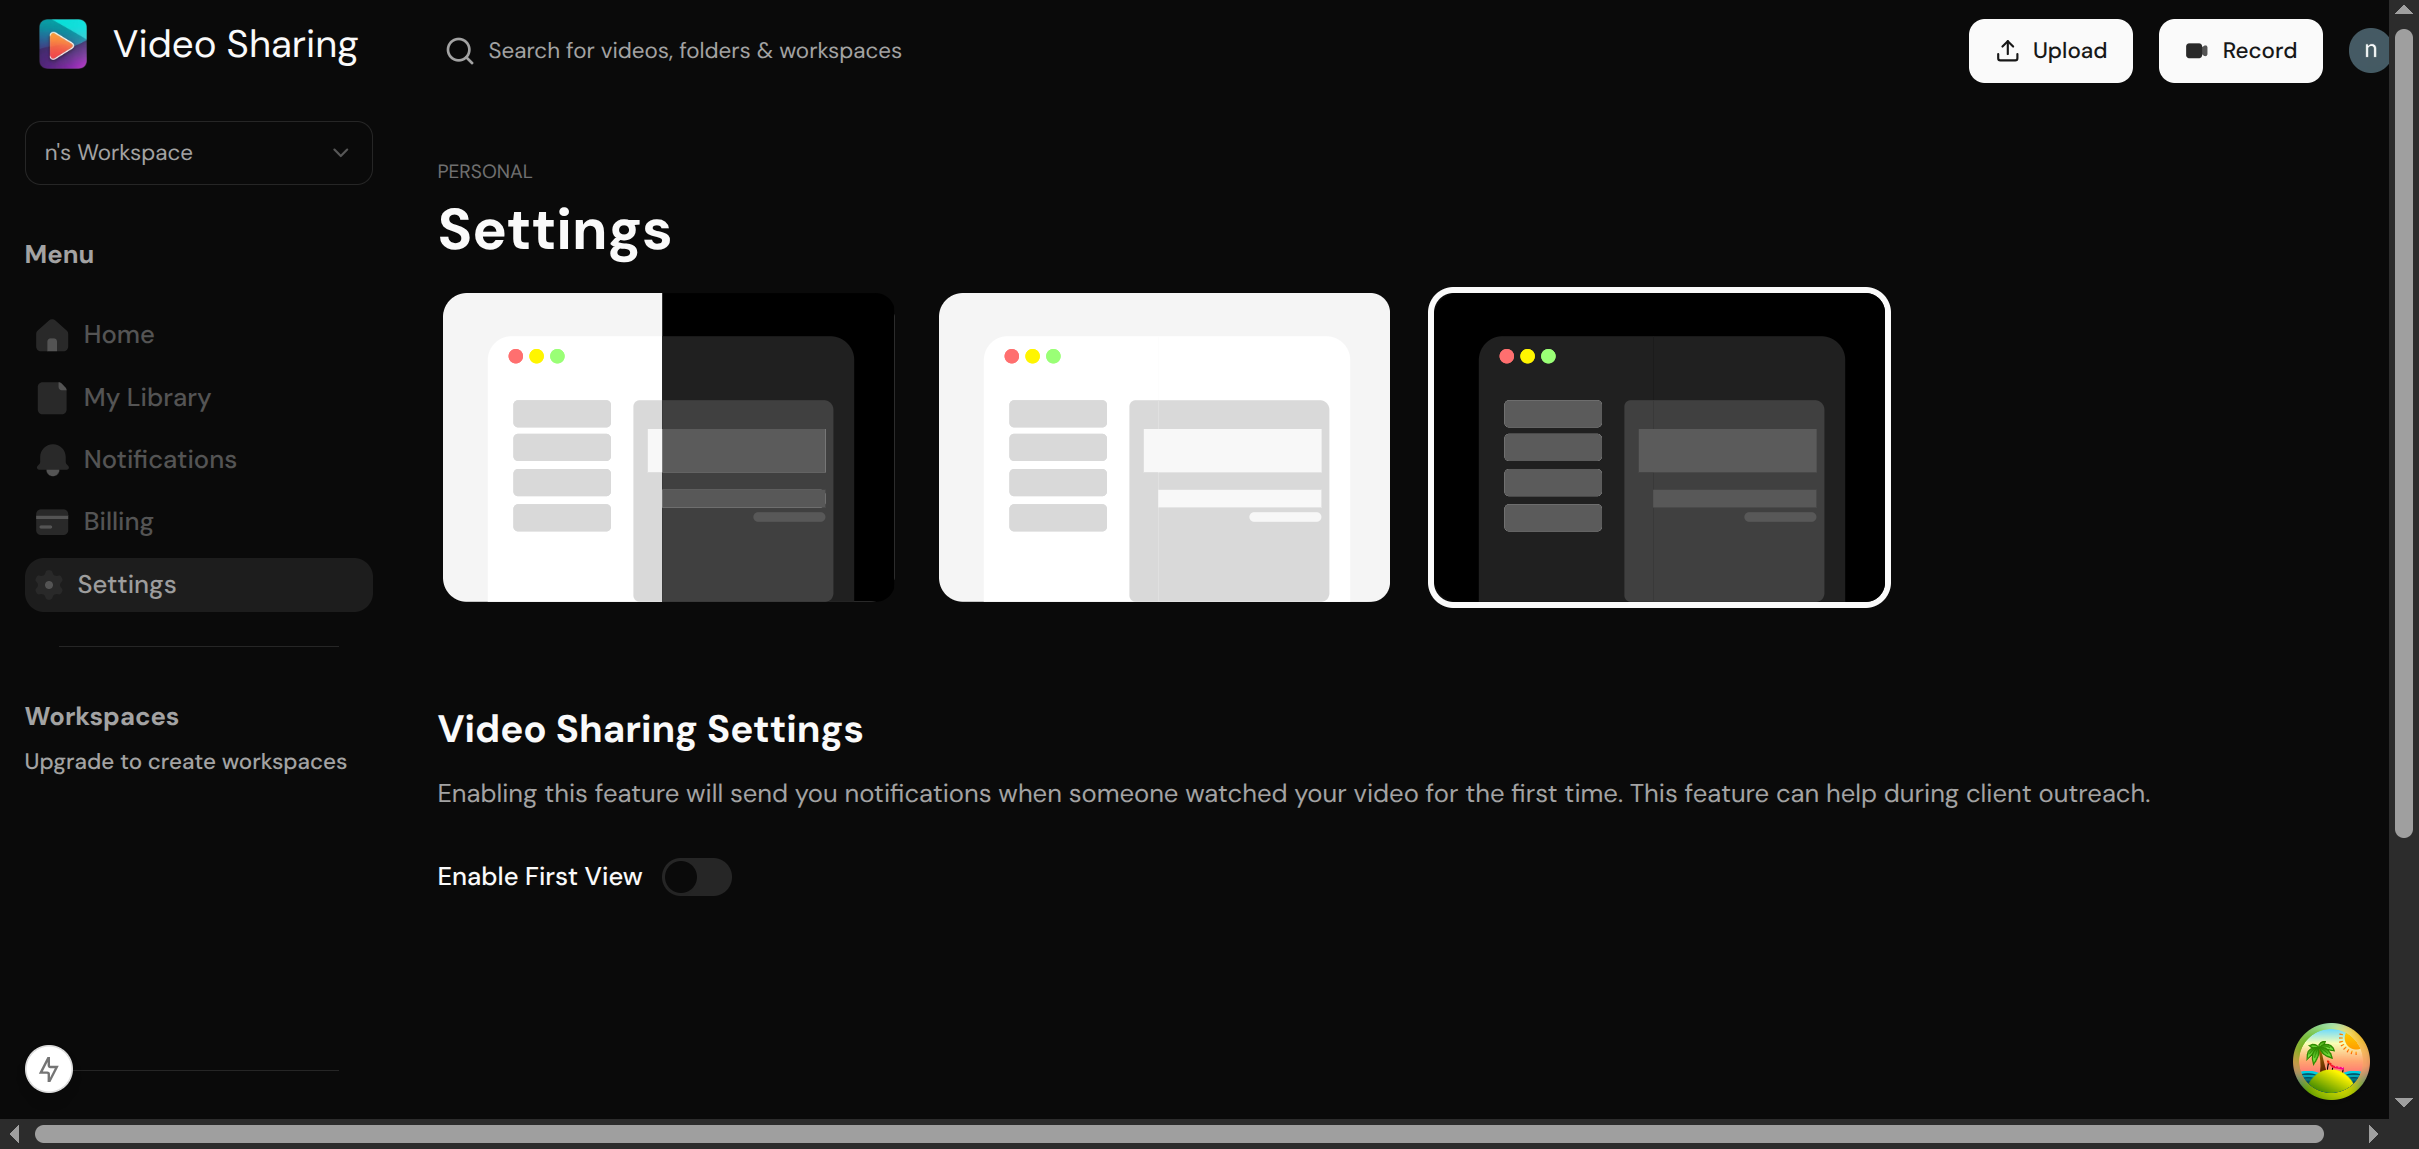 Video Sharing
Search for videos, folders & workspaces
Upload
Record
n
n's Workspace
Menu
Home
My Library
Notifications
Billing
Settings
Workspaces
Upgrade to create workspaces
PERSONAL
Settings
Video Sharing Settings
Enabling this feature will send you notifications when someone watched your video for the first time. This feature can help during client outreach.
Enable First View